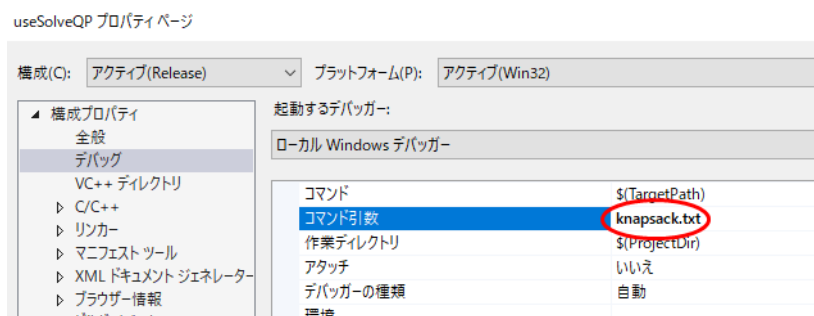 useSolveQP プロパティ ページ
構成(C): アクティブ(Release) プラットフォーム(P): アクティブ(Win32)
構成プロパティ
全般
デバッグ
VC++ ディレクトリ
C/C++
リンカー
マニフェスト ツール
XML ドキュメント ジェネレーター
ブラウザー情報
起動するデバッガー:
ローカル Windows デバッガー
コマンド $(TargetPath)
コマンド引数 knapsack.txt
作業ディレクトリ $(ProjectDir)
アタッチ いいえ
デバッガーの種類 自動
環境